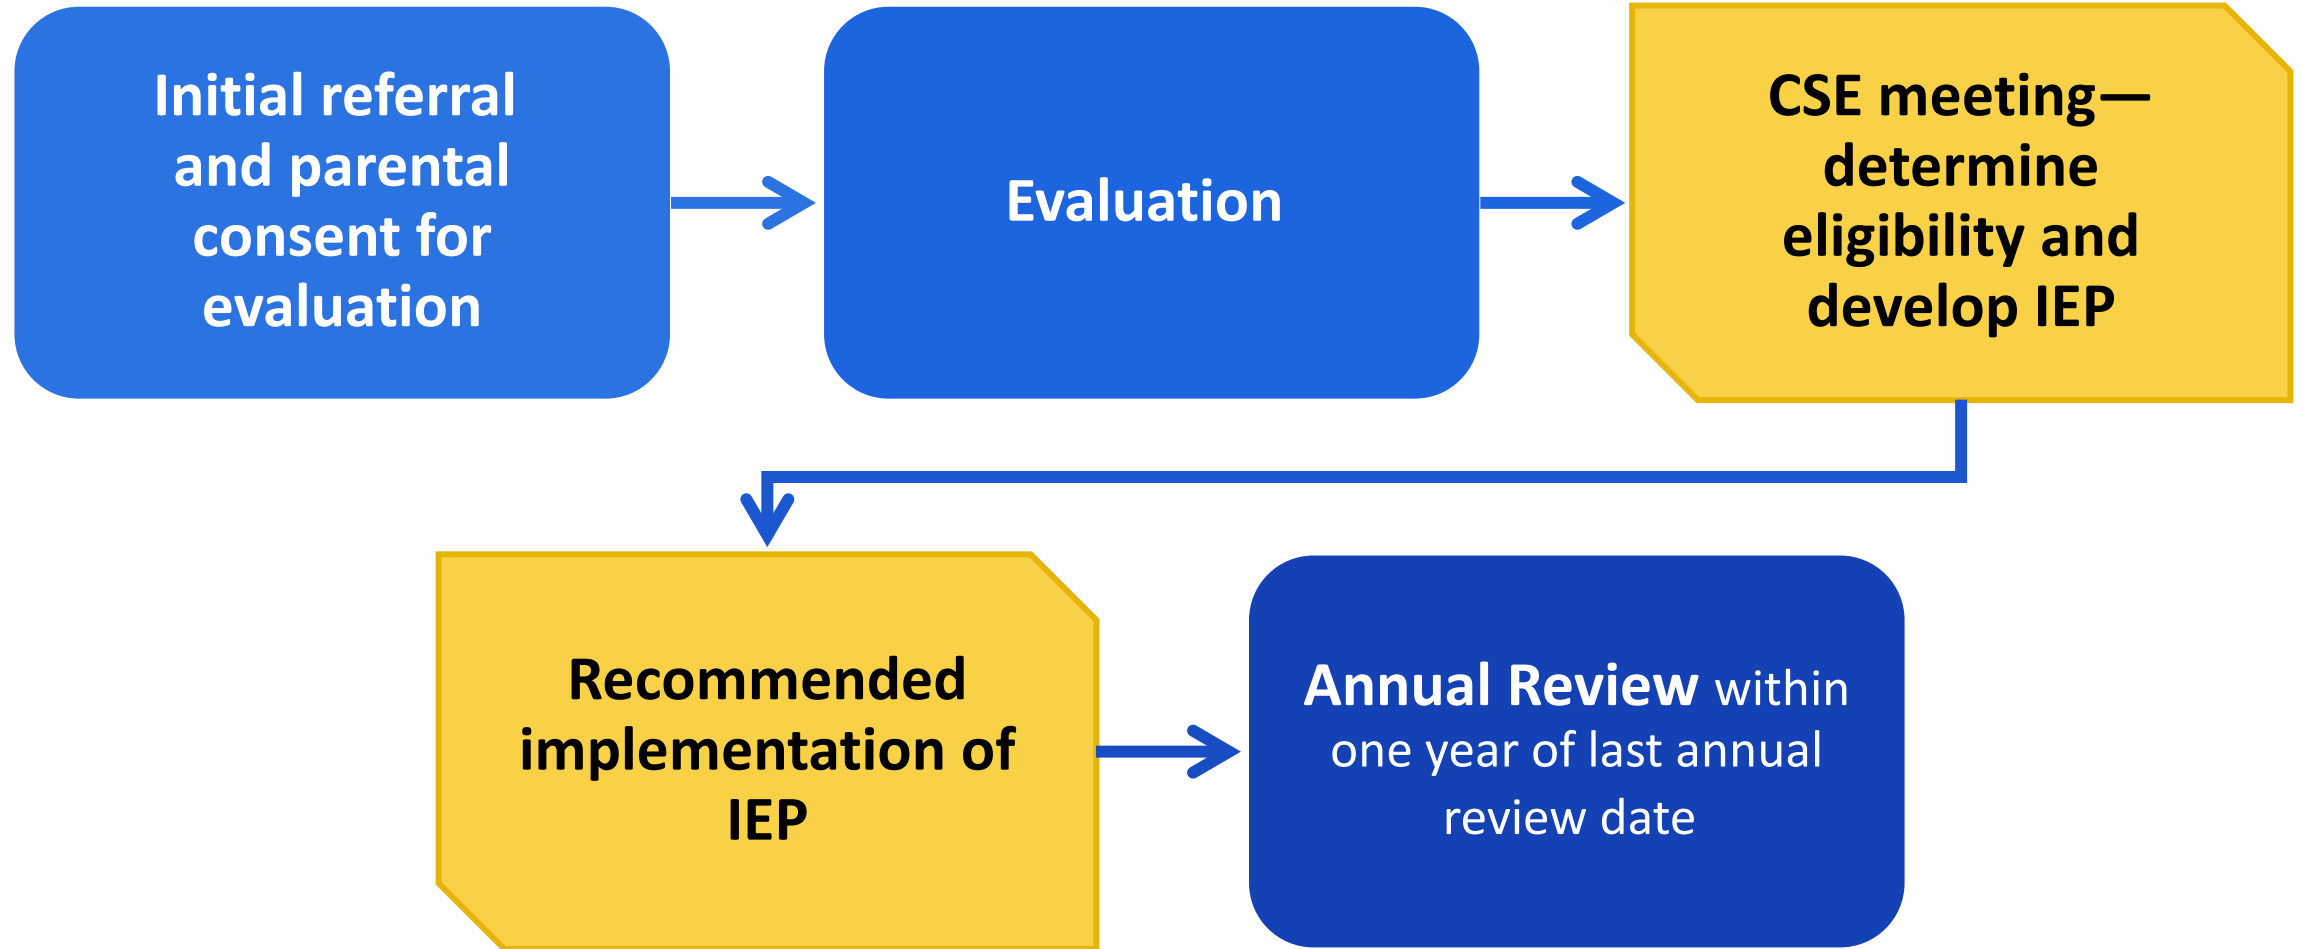 Initial referral
and parental
consent for
evaluation
Evaluation
CSE meeting—
determine
eligibility and
develop IEP
Recommended
implementation of
IEP
Annual Review within
one year of last annual
review date